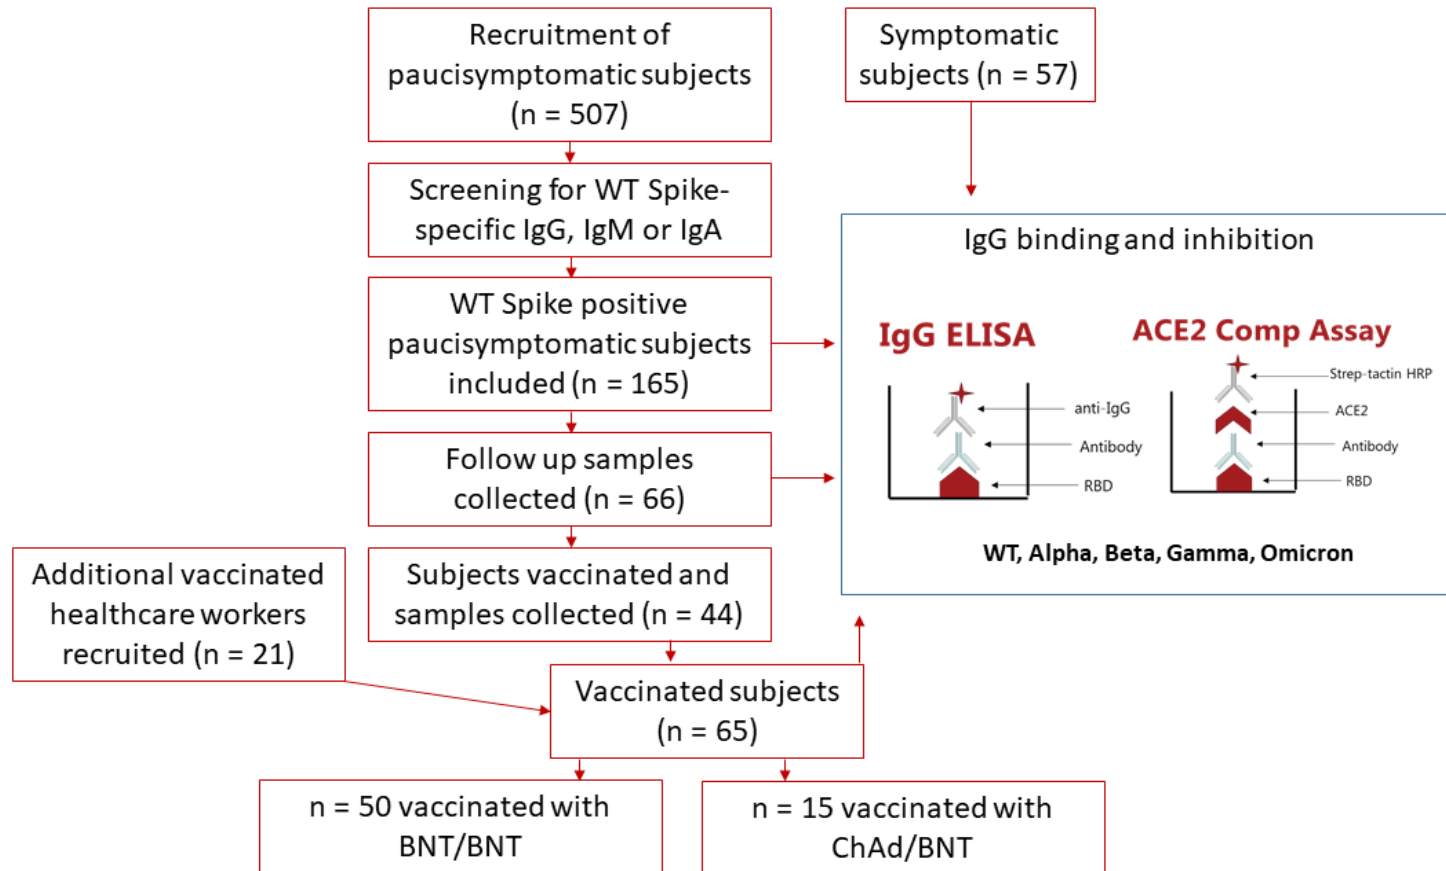 Recruitment of
paucisymptomatic subjects
(n = 507)
Symptomatic
subjects (n = 57)
Screening for WT Spike-
specific IgG, IgM or IgA
WT Spike positive
paucisymptomatic subjects
included (n = 165)
Follow up samples
collected (n = 66)
Subjects vaccinated and
samples collected (n = 44)
Additional vaccinated
healthcare workers
recruited (n = 21)
Vaccinated subjects
(n = 65)
n = 50 vaccinated with
BNT/BNT
n = 15 vaccinated with
ChAd/BNT
IgG binding and inhibition
IgG ELISA
anti-IgG
Antibody
RBD
ACE2 Comp Assay
Strep-tactin HRP
ACE2
Antibody
RBD
WT, Alpha, Beta, Gamma, Omicron